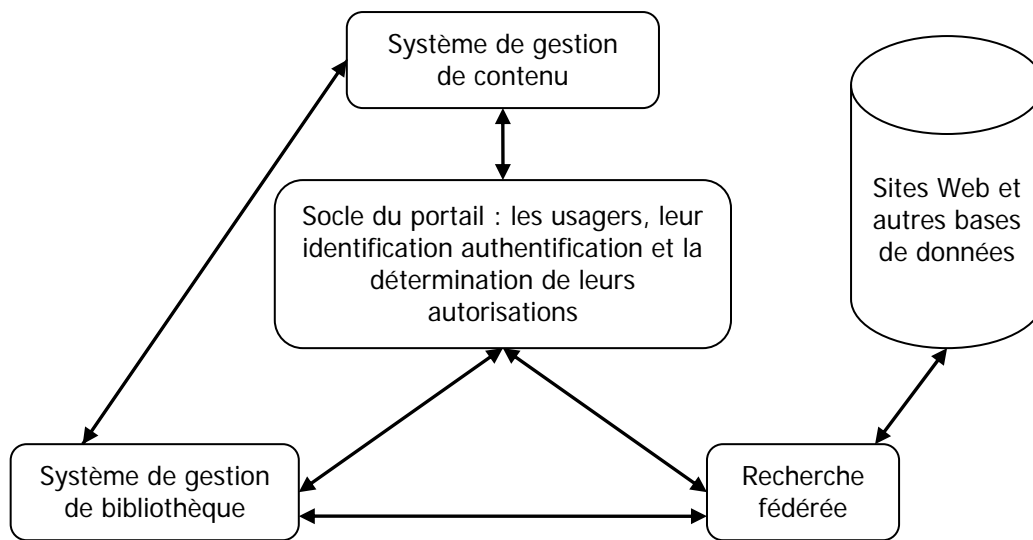 Système de gestion
de contenu
Socle du portail : les usagers, leur
identification authentification et la
détermination de leurs
autorisations
Sites Web et
autres bases
de données
Système de gestion
de bibliothèque
Recherche
fédérée